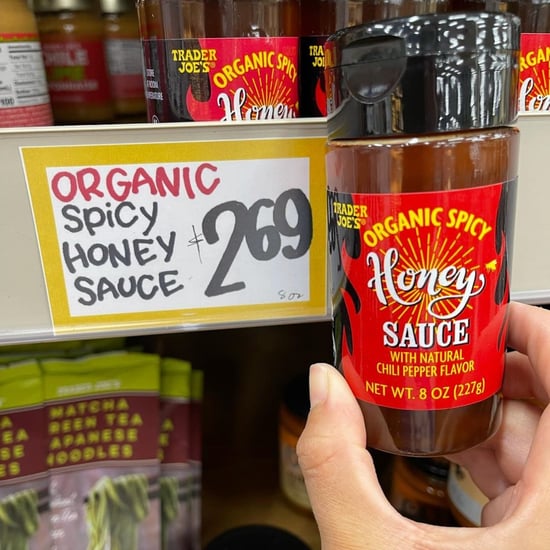 TRADER
JOE'S
ORGANIC SPICY
Honey
ORGANIC
SPiCY
HONEY
SAUCE
$2.69
8 oz
TRADER
JOE'S
ORGANIC SPICY
Honey
SAUCE
WITH NATURAL
CHILI PEPPER FLAVOR
NET WT. 8 OZ (227g)
MATCHA
GREEN TEA
JAPANESE
NOODLES